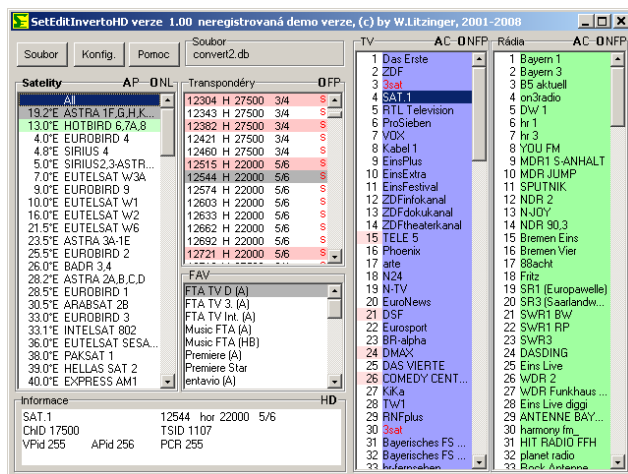 SetEditInvertoHD verze 1.00 neregistrovaná demo verze, (c) by W.Litzinger, 2001-2008
Soubor Konfig. Pomoc
Soubor
convert2.db
Satelity AP-ONL
All
19.2°E ASTRA 1F,G,H,K...
13.0°E HOTBIRD 6,7A,8
4.0°E EUROBIRD 4
4.8°E SIRIUS 4
5.0°E SIRIUS2,3-ASTR...
7.0°E EUTELSAT W3A
9.0°E EUROBIRD 9
10.0°E EUTELSAT W1
16.0°E EUTELSAT W2
21.5°E EUTELSAT W6
23.5°E ASTRA 3A-1E
25.5°E EUROBIRD 2
26.0°E BADR 3,4
28.2°E ASTRA 2A,B,C,D
28.5°E EUROBIRD 1
30.5°E ARABSAT 2B
33.0°E EUROBIRD 3
33.1°E INTELSAT 802
36.0°E EUTELSAT SESA...
38.0°E PAKSAT 1
39.0°E HELLAS SAT 2
40.0°E EXPRESS AM1
Transpondéry OFP
12304 H 27500 3/4 S
12343 H 27500 3/4 S
12382 H 27500 3/4 S
12421 H 27500 3/4 S
12460 H 27500 3/4 S
12515 H 22000 5/6 S
12544 H 22000 5/6 S
12574 H 22000 5/6 S
12603 H 22000 5/6 S
12633 H 22000 5/6 S
12662 H 22000 5/6 S
12692 H 22000 5/6 S
12721 H 22000 5/6 S
FAV
FTA TV D (A)
FTA TV 3. (A)
FTA TV Int. (A)
Music FTA (A)
Music FTA (HB)
Premiere (A)
Premiere Star
entavio (A)
Informace HD-
SAT.1 12544 hor 22000 5/6
ChID 17500 TSID 1107
VPid 255 APid 256 PCR 255
TV AC ONFP
1 Das Erste
2 ZDF
3 3sat
4 SAT.1
5 RTL Television
6 ProSieben
7 VOX
8 Kabel 1
9 EinsPlus
10 EinsExtra
11 EinsFestival
12 ZDFinfokanal
13 ZDFdokukanal
14 ZDFtheaterkanal
15 TELE 5
16 Phoenix
17 arte
18 N24
19 N-TV
20 EuroNews
21 DSF
22 Eurosport
23 BR-alpha
24 DMAX
25 DAS VIERTE
26 COMEDY CENT...
27 KiKa
28 TW1
29 RNFplus
30 3sat
31 Bayerisches FS ...
32 Bayerisches FS ...
33 hr-fernsehen
Rádia AC-ONFP
1 Bayern 1
2 Bayern 3
3 B5 aktuell
4 on3radio
5 DW 1
6 hr 1
7 hr 3
8 YOU FM
9 MDR1 S-ANHALT
10 MDR JUMP
11 SPUTNIK
12 NDR 2
13 N-JOY
14 NDR 90,3
15 Bremen Eins
16 Bremen Vier
17 88acht
18 Fritz
19 SR1 (Europawelle)
20 SR3 (Saarlandw...
21 SWR1 BW
22 SWR1 RP
23 SWR3
24 DASDING
25 Eins Live
26 WDR 2
27 WDR Funkhaus ...
28 Eins Live diggi
29 ANTENNE BAY...
30 harmony fm_
31 HIT RADIO FFH
32 planet radio
33 Rock Antenne